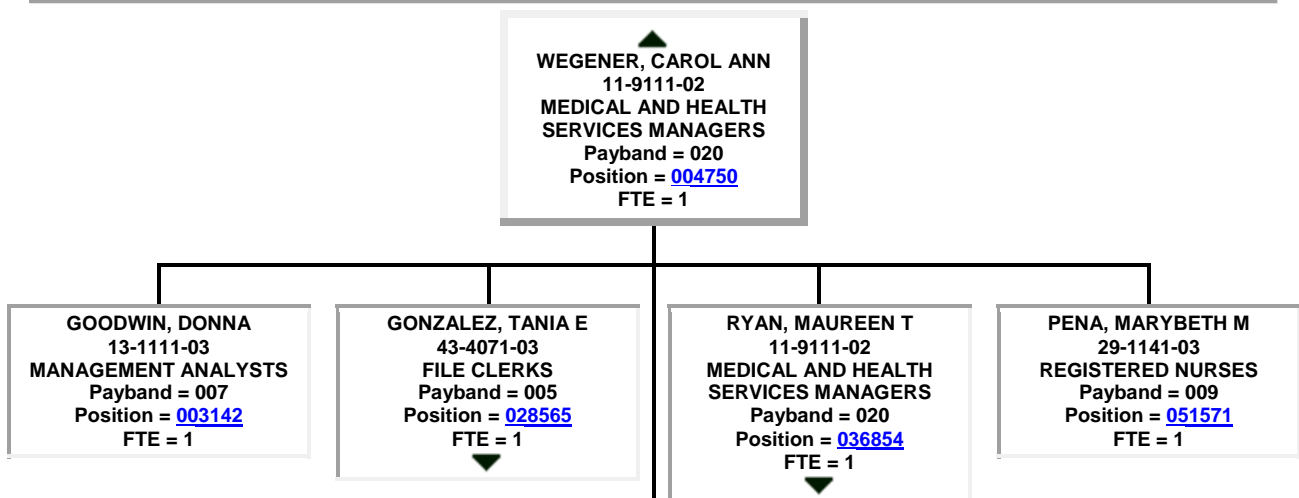 WEGENER, CAROL ANN
11-9111-02
MEDICAL AND HEALTH
SERVICES MANAGERS
Payband = 020
Position = 004750
FTE = 1
GOODWIN, DONNA
13-1111-03
MANAGEMENT ANALYSTS
Payband = 007
Position = 003142
FTE = 1
GONZALEZ, TANIA E
43-4071-03
FILE CLERKS
Payband = 005
Position = 028565
FTE = 1
RYAN, MAUREEN T
11-9111-02
MEDICAL AND HEALTH
SERVICES MANAGERS
Payband = 020
Position = 036854
FTE = 1
PENA, MARYBETH M
29-1141-03
REGISTERED NURSES
Payband = 009
Position = 051571
FTE = 1